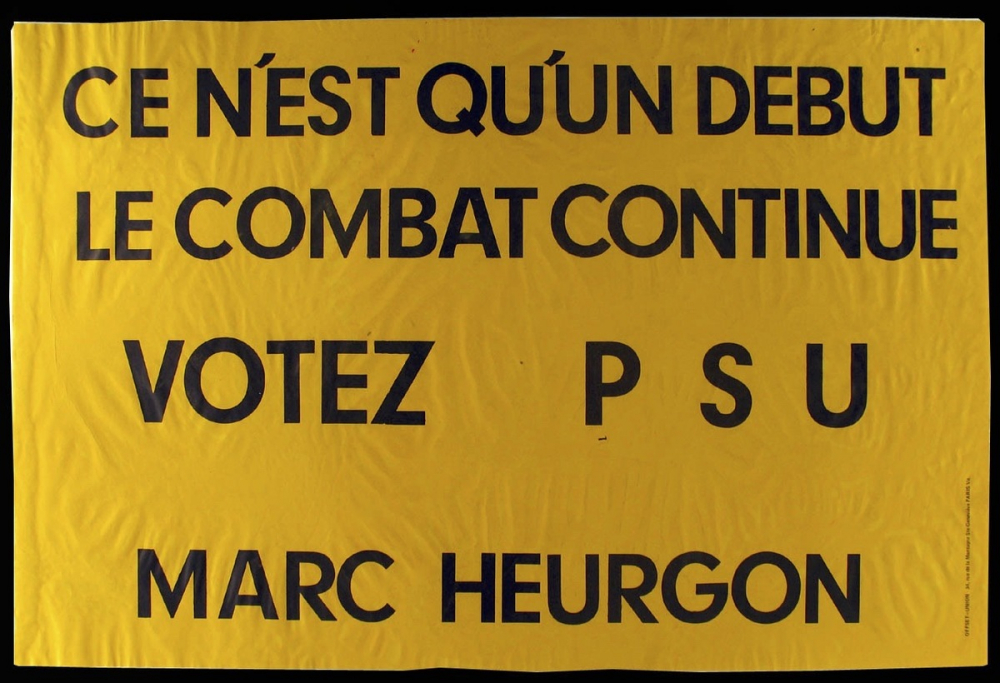 CE N'EST QU'UN DEBUT
LE COMBAT CONTINUE
VOTEZ P S U
MARC HEURGON